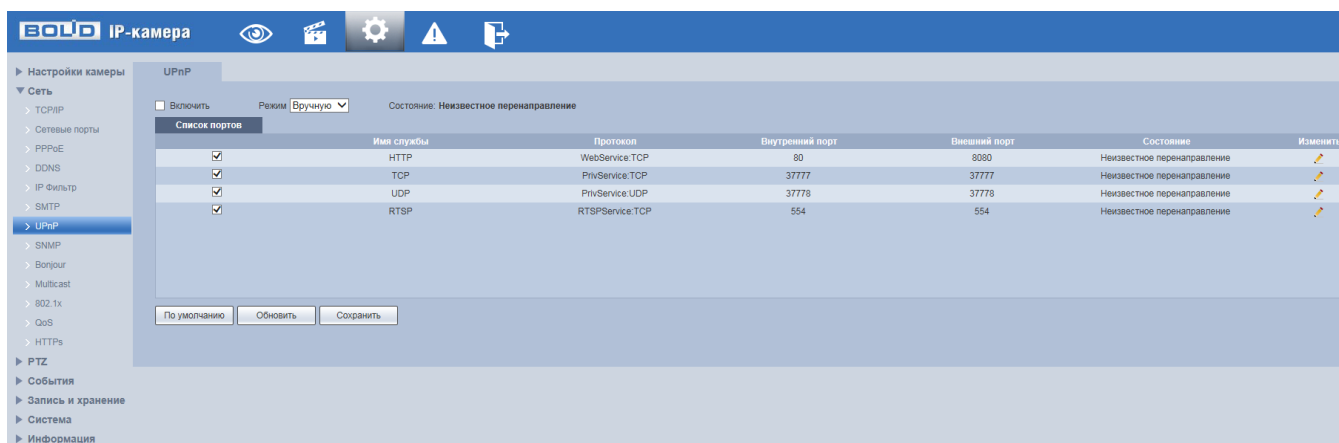 BOLID IP-камера
Настройки камеры
Сеть
TCP/IP
Сетевые порты
PPPoE
DDNS
IP Фильтр
SMTP
UPnP
SNMP
Bonjour
Multicast
802.1x
QoS
HTTPs
PTZ
События
Запись и хранение
Система
Информация
UPnP
Включить Режим Вручную Состояние: Неизвестное перенаправление
Список портов
Имя службы Протокол Внутренний порт Внешний порт Состояние Изменить
HTTP WebService:TCP 80 8080 Неизвестное перенаправление
TCP PrivService:TCP 37777 37777 Неизвестное перенаправление
UDP PrivService:UDP 37778 37778 Неизвестное перенаправление
RTSP RTSPService:TCP 554 554 Неизвестное перенаправление
По умолчанию Обновить Сохранить